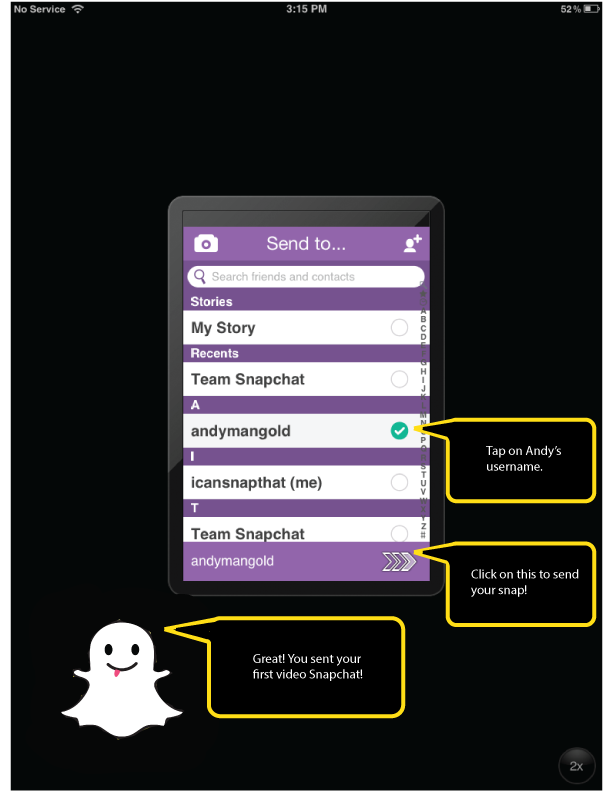 No Service 3:15 PM 52%
Send to...
Search friends and contacts
Stories
My Story
Recents
Team Snapchat
A
andymangold
I
icansnapthat (me)
T
Team Snapchat
andymangold
A
B
C
D
E
F
G
H
I
J
K
M
N
P
S
T
U
V
W
X
Y
Z
#
Tap on Andy's
username.
Click on this to send
your snap!
Great! You sent your
first video Snapchat!
2x